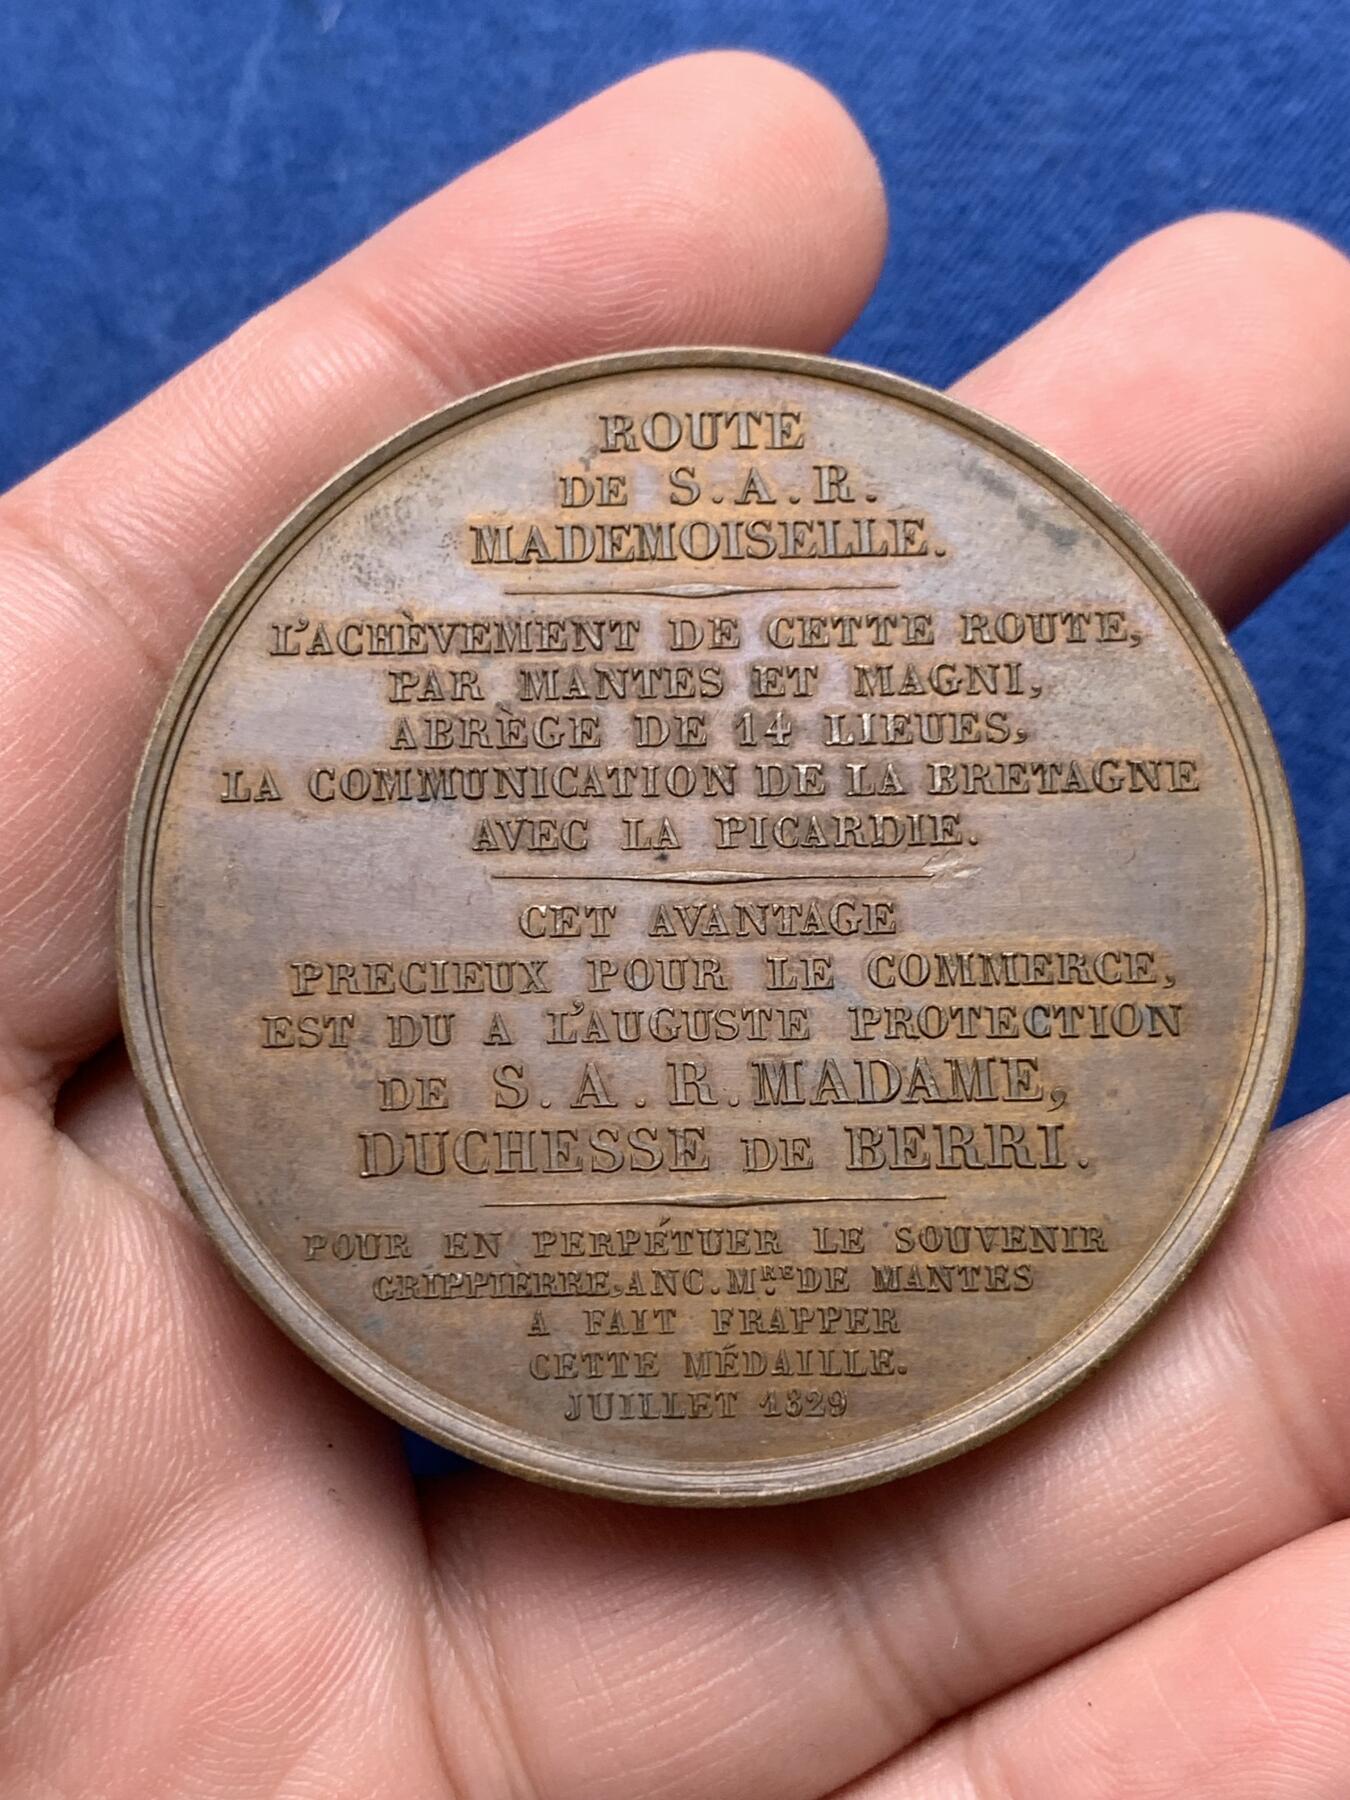 ROUTE
DE S.A.R.
MADEMOISELLE.
L'ACHÈVEMENT DE CETTE ROUTE,
PAR MANTES ET MAGNI,
ABRÈGE DE 14 LIEUES,
LA COMMUNICATION DE LA BRETAGNE
AVEC LA PICARDIE.
CET AVANTAGE
PRECIEUX POUR LE COMMERCE,
EST DU A L'AUGUSTE PROTECTION
DE S.A.R. MADAME,
DUCHESSE DE BERRI.
POUR EN PERPÉTUER LE SOUVENIR
GRIPPIERRE, ANC. MRE. DE MANTES
A FAIT FRAPPER
CETTE MÉDAILLE.
JUILLET 1829